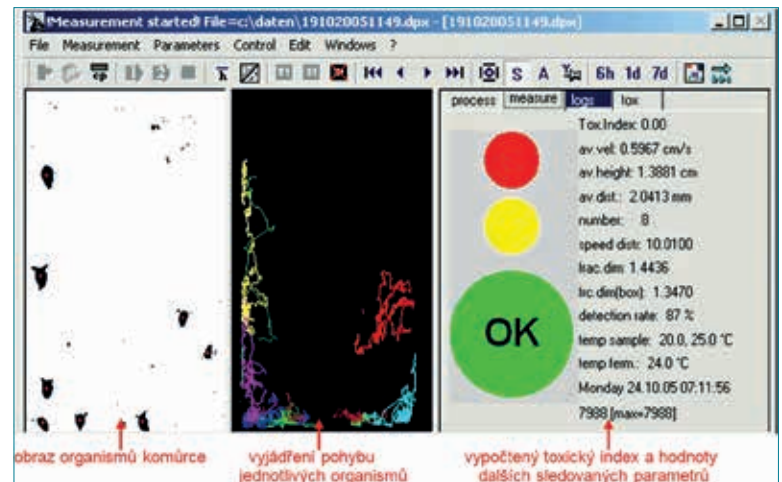 !Measurement started! File=c:\daten\191020051149.dpx - [191020051149.dpx]
File Measurement Parameters Control Edit Windows ?
S A 6h 1d 7d
process measure logs tox
Tox.Index: 0.00
av.vel: 0.5967 cm/s
av.height: 1.3881 cm
av.dist.: 2.0413 mm
number: 8
speed distr: 10.0100
frac.dim: 1.4436
frc.dim(box): 1.3470
detection rate: 87 %
temp sample: 20.0, 25.0 °C
temp ferm.: 24.0 °C
Monday 24.10.05 07:11:56
7988 [max=7988]
OK
obraz organismů komůrce
vyjádření pohybu
jednotlivých organismů
vypočtený toxický index a hodnoty
dalších sledovaných parametrů